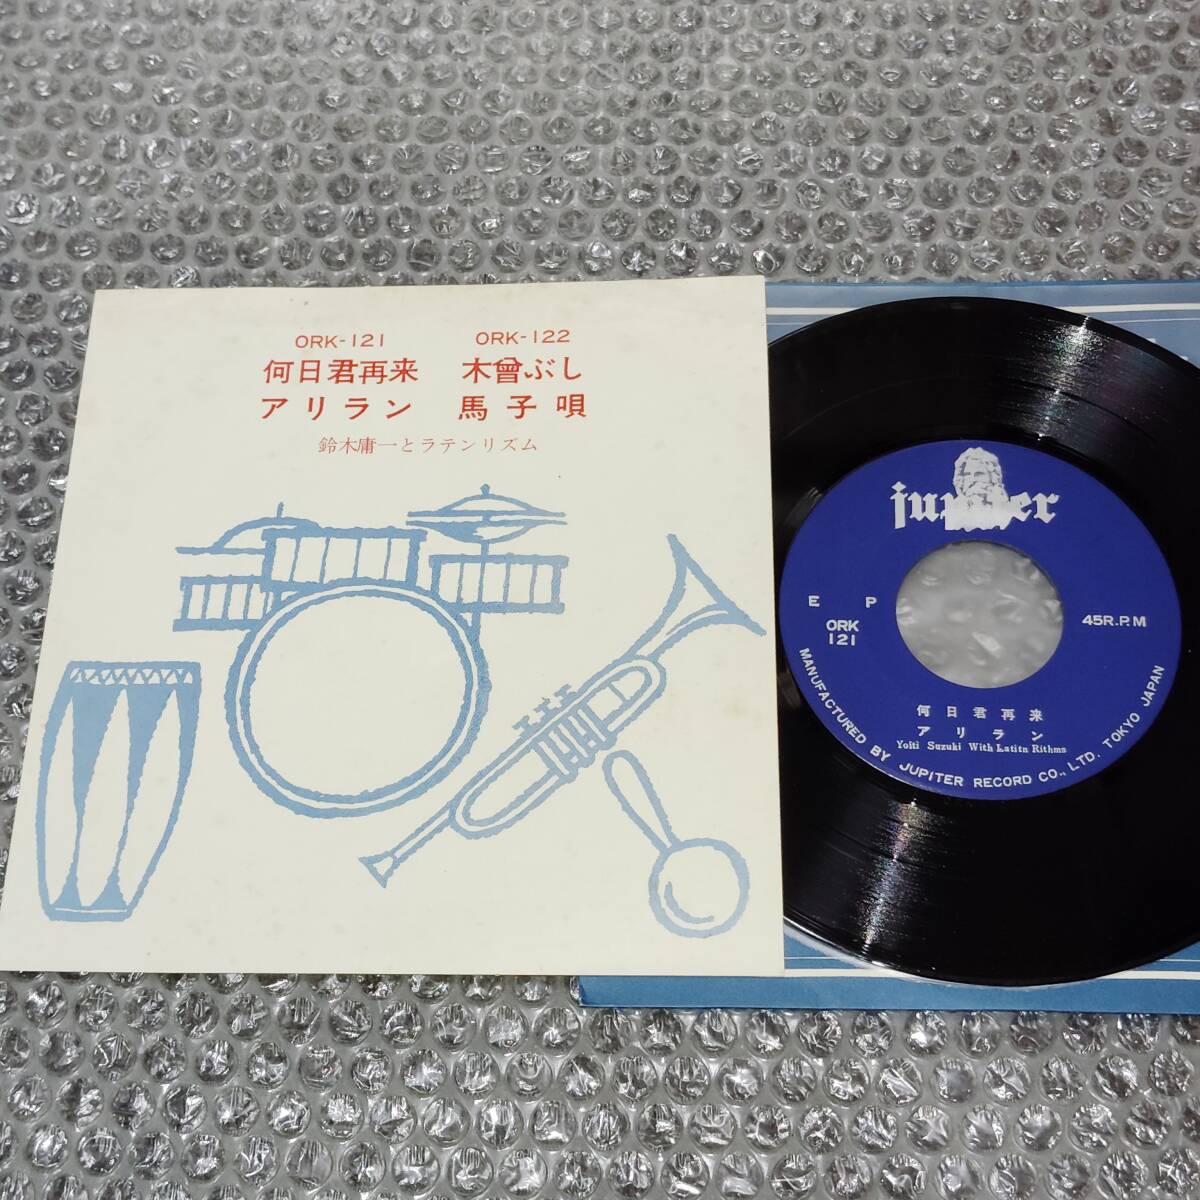 ORK-121 ORK-122
何日君再来 木曾ぶし
アリラン 馬子唄
鈴木庸一とラテンリズム
jupiter
E P
ORK
121
45R.P.M
何日君再来
アリラン
Yoiti Suzuki With Latitn Rithms
MANUFACTURED BY JUPITER RECORD CO., LTD. TOKYO JAPAN